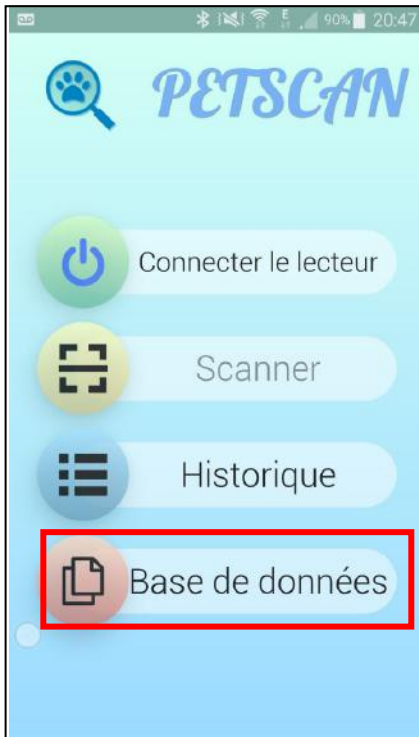 90% 20:47
PETSCAN
Connecter le lecteur
Scanner
Historique
Base de données